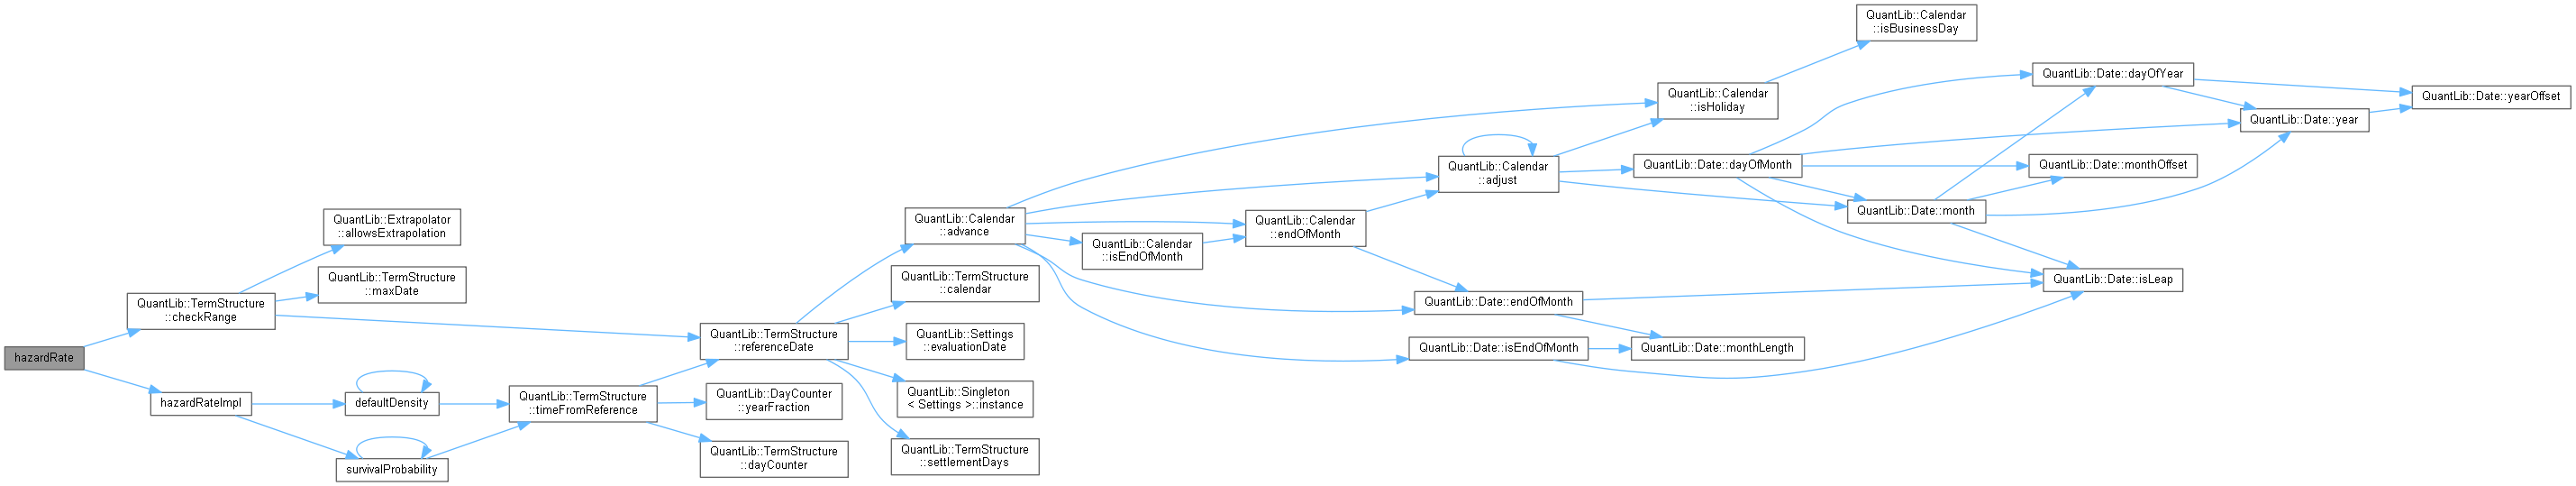 hazardRate
QuantLib::TermStructure
::checkRange
hazardRateImpl
QuantLib::Extrapolator
::allowsExtrapolation
QuantLib::TermStructure
::maxDate
defaultDensity
survivalProbability
QuantLib::TermStructure
::timeFromReference
QuantLib::TermStructure
::referenceDate
QuantLib::DayCounter
::yearFraction
QuantLib::TermStructure
::dayCounter
QuantLib::Calendar
::advance
QuantLib::TermStructure
::calendar
QuantLib::Settings
::evaluationDate
QuantLib::Singleton
< Settings >::instance
QuantLib::TermStructure
::settlementDays
QuantLib::Calendar
::isEndOfMonth
QuantLib::Calendar
::endOfMonth
QuantLib::Calendar
::adjust
QuantLib::Date::endOfMonth
QuantLib::Date::isEndOfMonth
QuantLib::Calendar
::isHoliday
QuantLib::Date::dayOfMonth
QuantLib::Date::monthLength
QuantLib::Calendar
::isBusinessDay
QuantLib::Date::month
QuantLib::Date::dayOfYear
QuantLib::Date::monthOffset
QuantLib::Date::isLeap
QuantLib::Date::year
QuantLib::Date::yearOffset